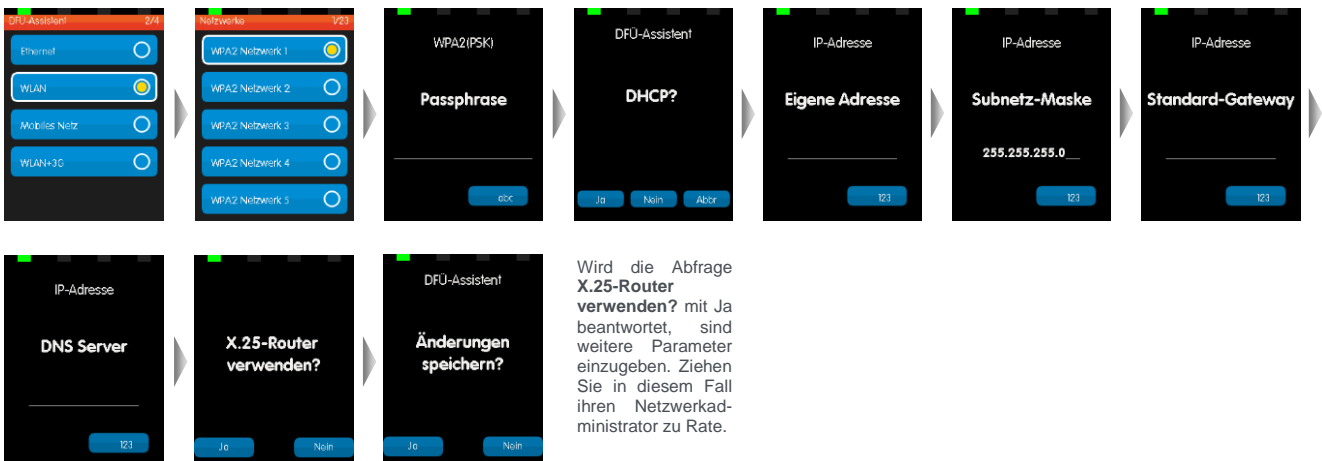 DFÜ-Assistent 2/4
Ethernet
WLAN
Mobiles Netz
WLAN+3G
Netzwerke 1/23
WPA2 Netzwerk 1
WPA2 Netzwerk 2
WPA2 Netzwerk 3
WPA2 Netzwerk 4
WPA2 Netzwerk 5
WPA2(PSK)
Passphrase
abc
DFÜ-Assistent
DHCP?
Ja Nein Abbr
IP-Adresse
Eigene Adresse
123
IP-Adresse
Subnetz-Maske
255.255.255.0__
123
IP-Adresse
Standard-Gateway
123
IP-Adresse
DNS Server
123
X.25-Router
verwenden?
Ja Nein
DFÜ-Assistent
Änderungen
speichern?
Ja Nein
Wird die Abfrage
X.25-Router
verwenden? mit Ja
beantwortet, sind
weitere Parameter
einzugeben. Ziehen
Sie in diesem Fall
ihren Netzwerkad-
ministrator zu Rate.